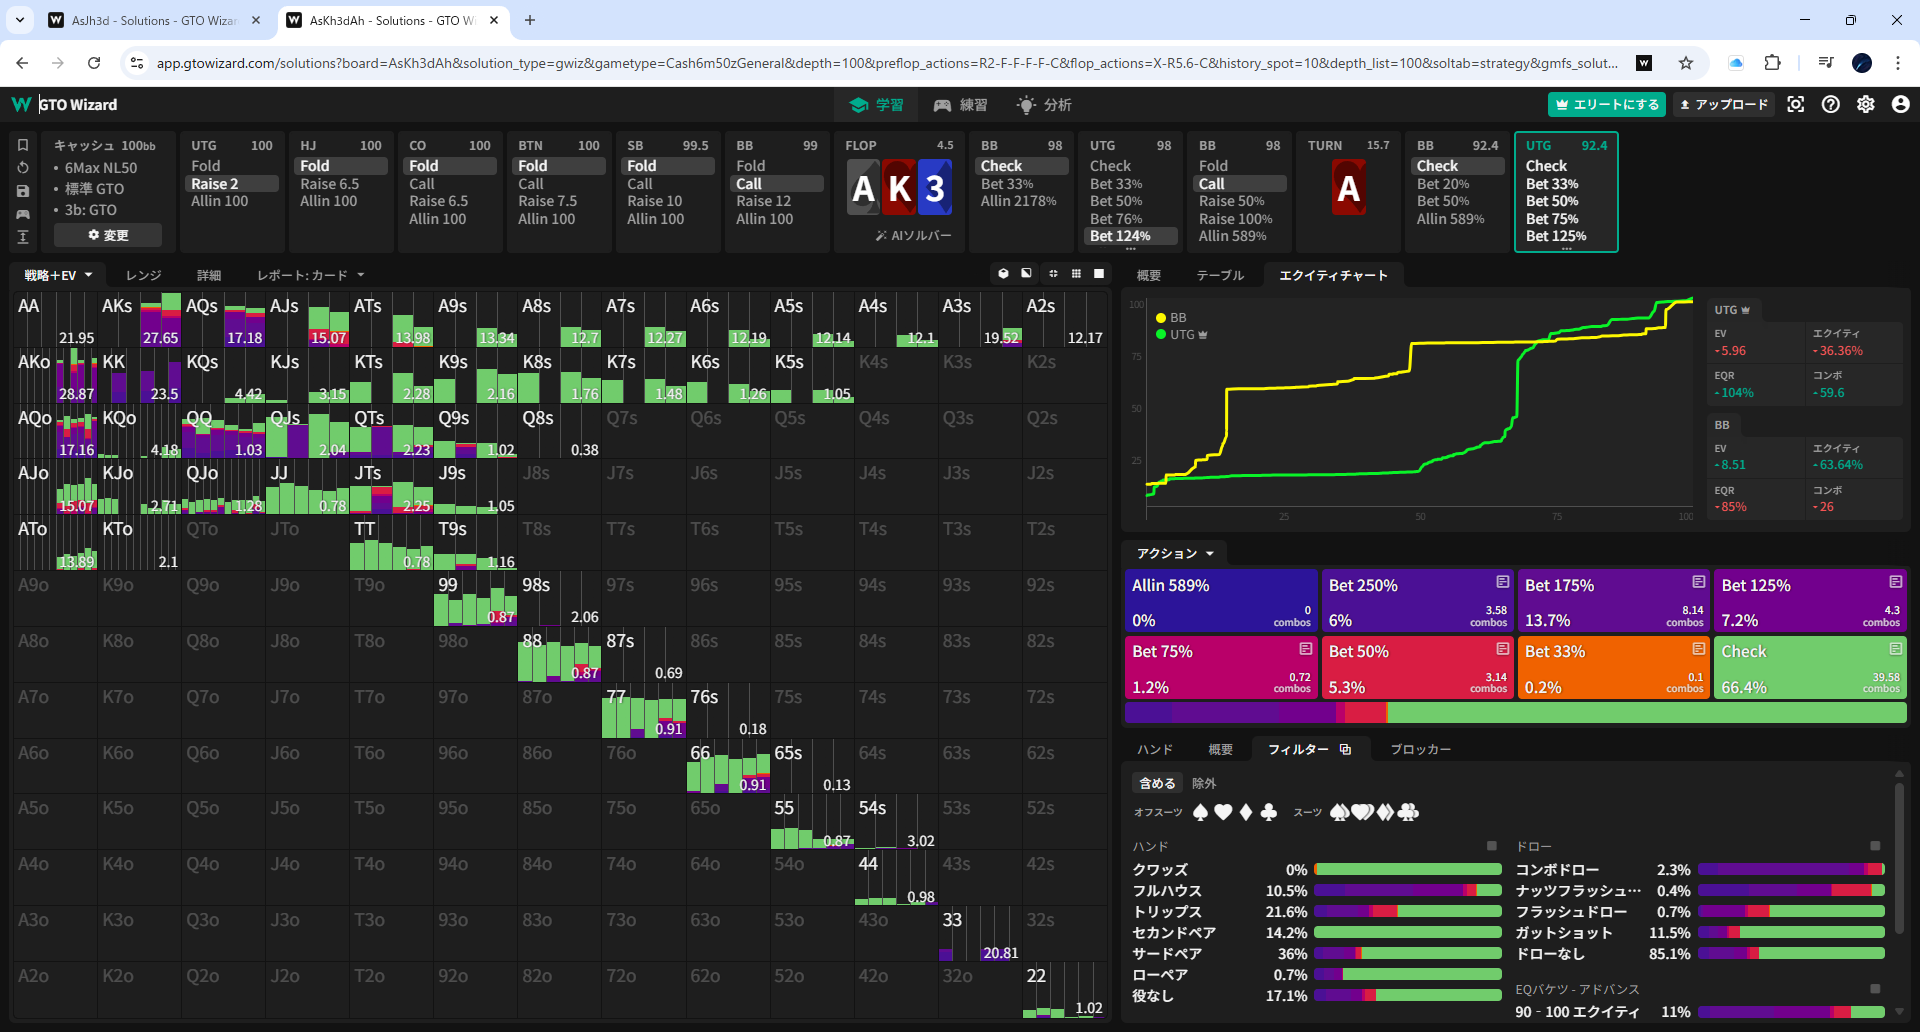 AsJh3d - Solutions - GTO Wizar
AsKh3dAh - Solutions - GTO W
app.gtowizard.com/solutions?board=AsKh3dAh&solution_type=gwiz&gametype=Cash6m50zGeneral&depth=100&preflop_actions=R2-F-F-F-F-C&flop_actions=X-R5.6-C&history_spot=10&depth_list=100&soltab=strategy&gmfs_solut...
GTO Wizard
学習
練習
分析
エリートにする
アップロード
キャッシュ 100bb
• 6Max NL50
• 標準 GTO
• 3b: GTO
変更
UTG 100
Fold
Raise 2
Allin 100
HJ 100
Fold
Raise 6.5
Allin 100
CO 100
Fold
Call
Raise 6.5
Allin 100
BTN 100
Fold
Call
Raise 7.5
Allin 100
SB 99.5
Fold
Call
Raise 10
Allin 100
BB 99
Fold
Call
Raise 12
Allin 100
FLOP 4.5
A K 3
AIソルバー
BB 98
Check
Bet 33%
Allin 2178%
UTG 98
Check
Bet 33%
Bet 50%
Bet 76%
Bet 124%
...
BB 98
Fold
Call
Raise 50%
Raise 100%
Allin 589%
TURN 15.7
A
BB 92.4
Check
Bet 20%
Bet 50%
Allin 589%
UTG 92.4
Check
Bet 33%
Bet 50%
Bet 75%
Bet 125%
...
戦略+EV レンジ 詳細 レポート: カード
AA 21.95 AKs 27.65 AQs 17.18 AJs 15.07 ATs 13.98 A9s 13.34 A8s 12.7 A7s 12.27 A6s 12.19 A5s 12.14 A4s 12.1 A3s 19.52 A2s 12.17
AKo 28.87 KK 23.5 KQs 4.42 KJs 3.15 KTs 2.28 K9s 2.16 K8s 1.76 K7s 1.48 K6s 1.26 K5s 1.05 K4s K3s K2s
AQo 17.16 KQo 4.18 QQ 1.03 QJs 2.04 QTs 2.23 Q9s 1.02 Q8s 0.38 Q7s Q6s Q5s Q4s Q3s Q2s
AJo 15.07 KJo 2.71 QJo 1.28 JJ 0.78 JTs 2.25 J9s 1.05 J8s J7s J6s J5s J4s J3s J2s
ATo 13.89 KTo 2.1 QTo JTo TT 0.78 T9s 1.16 T8s T7s T6s T5s T4s T3s T2s
A9o K9o Q9o J9o T9o 99 0.87 98s 2.06 97s 96s 95s 94s 93s 92s
A8o K8o Q8o J8o T8o 98o 88 0.87 87s 0.69 86s 85s 84s 83s 82s
A7o K7o Q7o J7o T7o 97o 87o 77 0.91 76s 0.18 75s 74s 73s 72s
A6o K6o Q6o J6o T6o 96o 86o 76o 66 0.91 65s 0.13 64s 63s 62s
A5o K5o Q5o J5o T5o 95o 85o 75o 65o 55 0.87 54s 3.02 53s 52s
A4o K4o Q4o J4o T4o 94o 84o 74o 64o 54o 44 0.98 43s 42s
A3o K3o Q3o J3o T3o 93o 83o 73o 63o 53o 43o 33 20.81 32s
A2o K2o Q2o J2o T2o 92o 82o 72o 62o 52o 42o 32o 22 1.02
概要 テーブル エクイティチャート
100
75
50
25
BB
UTG
25 50 75 100
UTG
EV エクイティ
5.96 36.36%
EQR コンボ
104% 59.6
BB
EV エクイティ
8.51 63.64%
EQR コンボ
85% 26
アクション
Allin 589% 0% 0 combos
Bet 250% 6% 3.58 combos
Bet 175% 13.7% 8.14 combos
Bet 125% 7.2% 4.3 combos
Bet 75% 1.2% 0.72 combos
Bet 50% 5.3% 3.14 combos
Bet 33% 0.2% 0.1 combos
Check 66.4% 39.58 combos
ハンド 概要 フィルター ブロッカー
含める 除外
オフスーツ スーツ
ハンド
クワッズ 0%
フルハウス 10.5%
トリップス 21.6%
セカンドペア 14.2%
サードペア 36%
ローペア 0.7%
役なし 17.1%
ドロー
コンボドロー 2.3%
ナッツフラッシュ… 0.4%
フラッシュドロー 0.7%
ガットショット 11.5%
ドローなし 85.1%
EQバケツ - アドバンス
90 - 100 エクイティ 11%